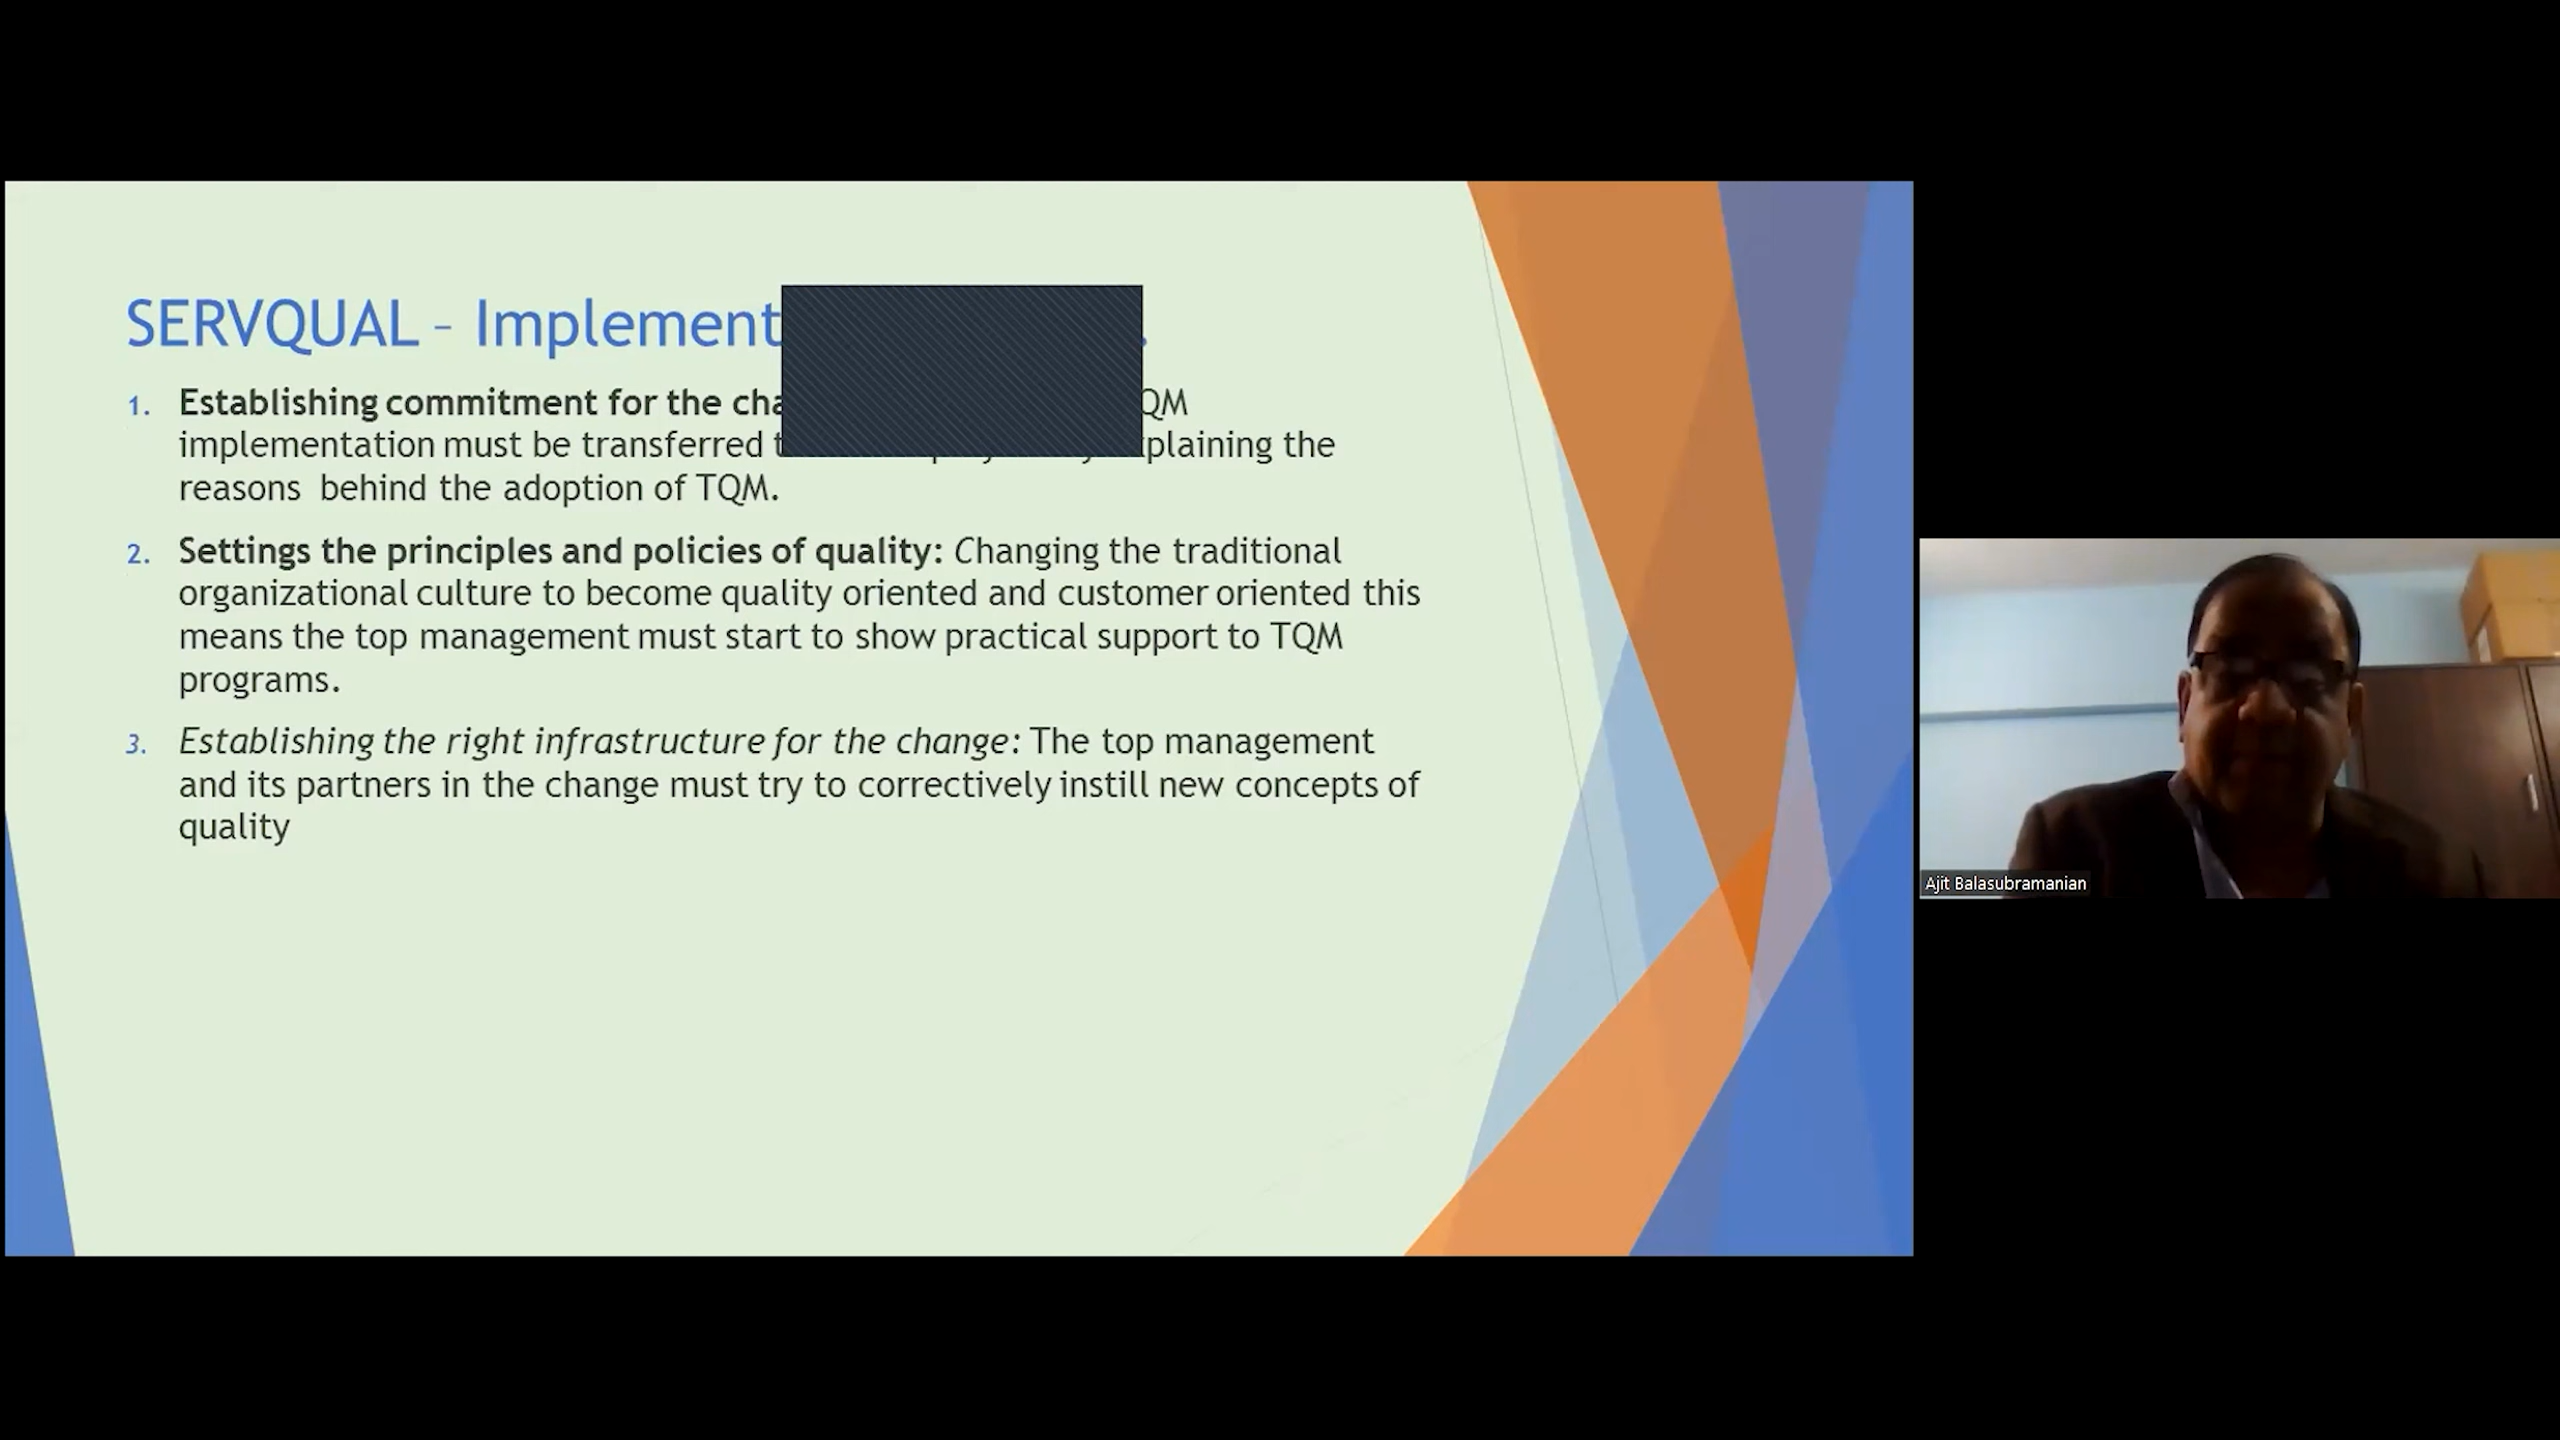 SERVQUAL – Implement
1. Establishing commitment for the QM
implementation must be transferred the
reasons behind the adoption of TQM.
2. Settings the principles and policies of quality: Changing the traditional
organizational culture to become quality oriented and customer oriented this
means the top management must start to show practical support to TQM
programs.
3. Establishing the right infrastructure for the change: The top management
and its partners in the change must try to correctively instill new concepts of
quality
Ajit Balasubramanian